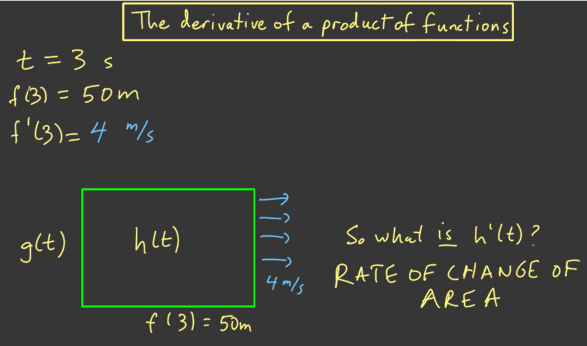 The derivative of a product of functions
t = 3 s
f(3) = 50m
f'(3) = 4 m/s
g(t)
h(t)
4 m/s
f(3) = 50m
So what is h'(t)?
RATE OF CHANGE OF
AREA